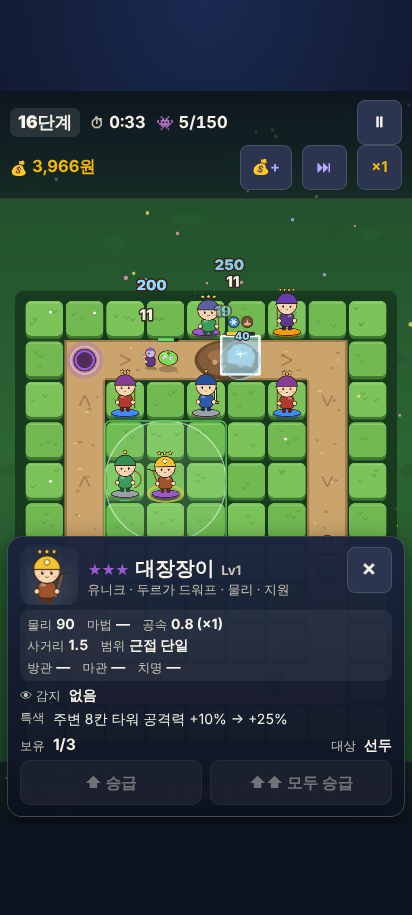 16단계 0:33 5/150
3,966원 + ×1
250
200
11
11
40
★★★ 대장장이 Lv1
유니크 · 두르가 드워프 · 물리 · 지원
물리 90 마법 — 공속 0.8 (×1)
사거리 1.5 범위 근접 단일
방관 — 마관 — 치명 —
감지 없음
특색 주변 8칸 타워 공격력 +10% → +25%
보유 1/3 대상 선두
승급 모두 승급